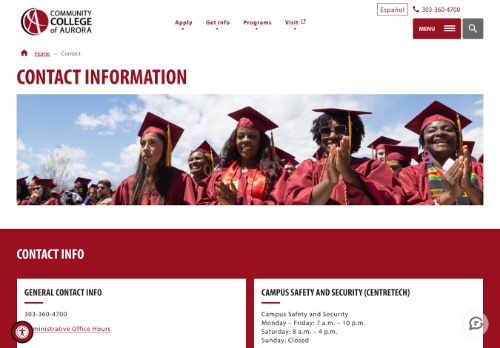 COMMUNITY
COLLEGE
of AURORA
Español
303-360-4700
Apply
Get Info
Programs
Visit
MENU
Home
Contact
CONTACT INFORMATION
CONTACT INFO
GENERAL CONTACT INFO
303-360-4700
Administrative Office Hours
CAMPUS SAFETY AND SECURITY (CENTRETECH)
Campus Safety and Security
Monday – Friday: 7 a.m. – 10 p.m.
Saturday: 8 a.m. – 4 p.m.
Sunday: Closed